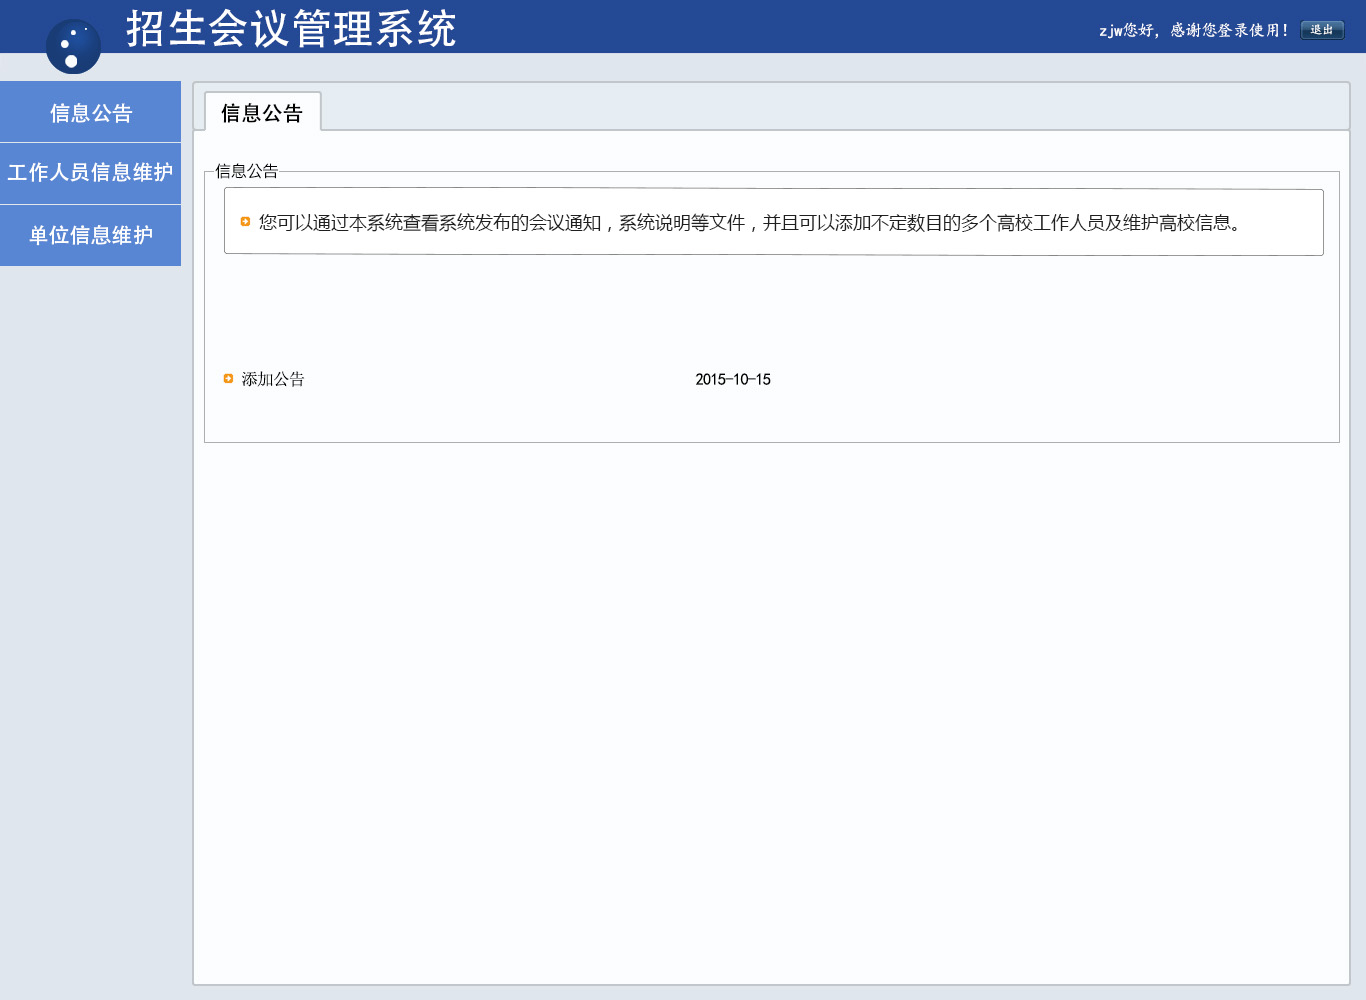 招生会议管理系统
zjw您好，感谢您登录使用！ 退出
信息公告
工作人员信息维护
单位信息维护
信息公告
信息公告
您可以通过本系统查看系统发布的会议通知，系统说明等文件，并且可以添加不定数目的多个高校工作人员及维护高校信息。
添加公告 2015-10-15